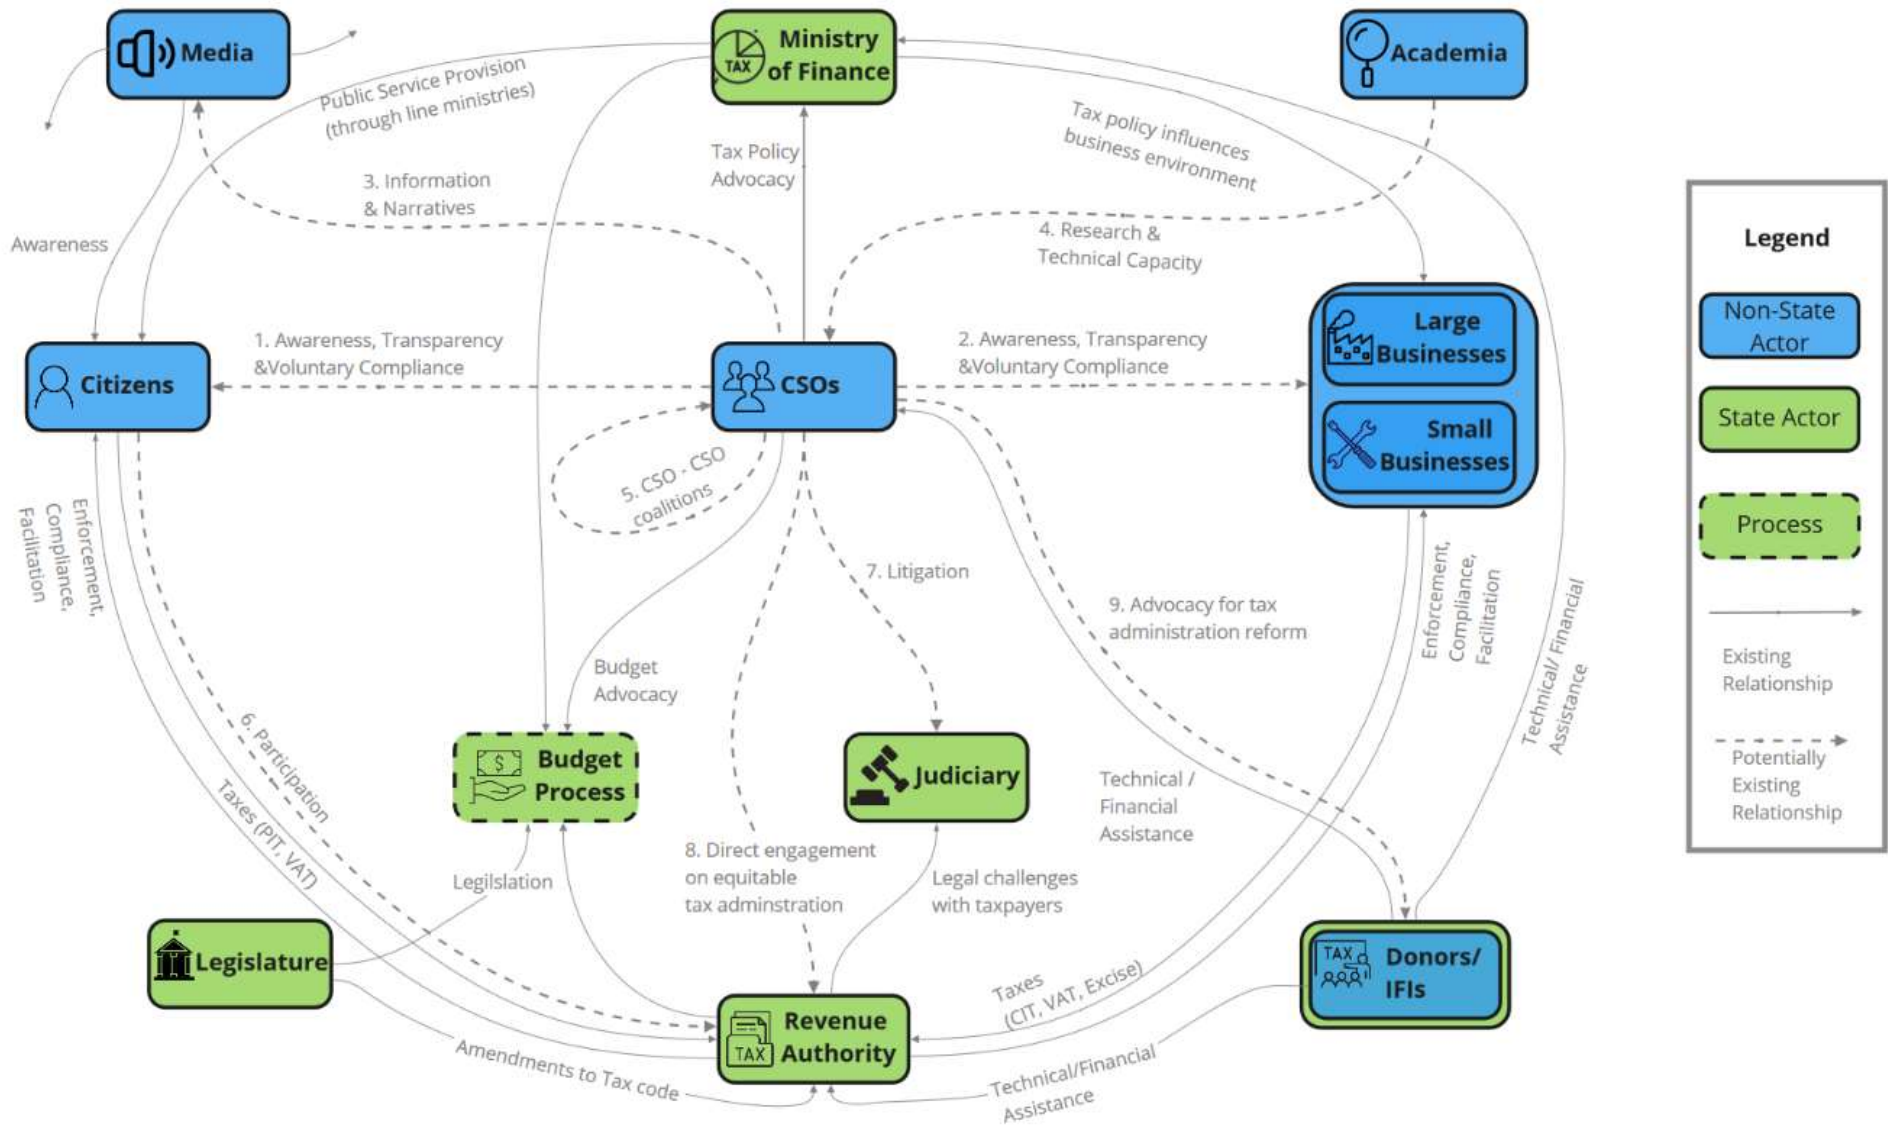 Media
Ministry
of Finance
TAX
Academia
Public Service Provision
(through line ministries)
Tax policy influences
business environment
Tax Policy
Advocacy
3. Information
& Narratives
4. Research &
Technical Capacity
Awareness
Legend
Non-State
Actor
State Actor
Process
Existing
Relationship
Potentially
Existing
Relationship
Large
Businesses
Small
Businesses
1. Awareness, Transparency
&Voluntary Compliance
2. Awareness, Transparency
&Voluntary Compliance
Citizens
CSOs
5. CSO - CSO
coalitions
Enforcement,
Compliance,
Facilitation
7. Litigation
9. Advocacy for tax
administration reform
Enforcement,
Compliance,
Facilitation
Technical/ Financial
Assistance
Budget
Advocacy
6. Participation
Taxes (PIT, VAT)
$
Budget
Process
Judiciary
Technical /
Financial
Assistance
8. Direct engagement
on equitable
tax adminstration
Legilslation
Legal challenges
with taxpayers
Legislature
TAX
Donors/
IFIs
Taxes
(CIT, VAT, Excise)
TAX
Revenue
Authority
Amendments to Tax code
Technical/Financial
Assistance